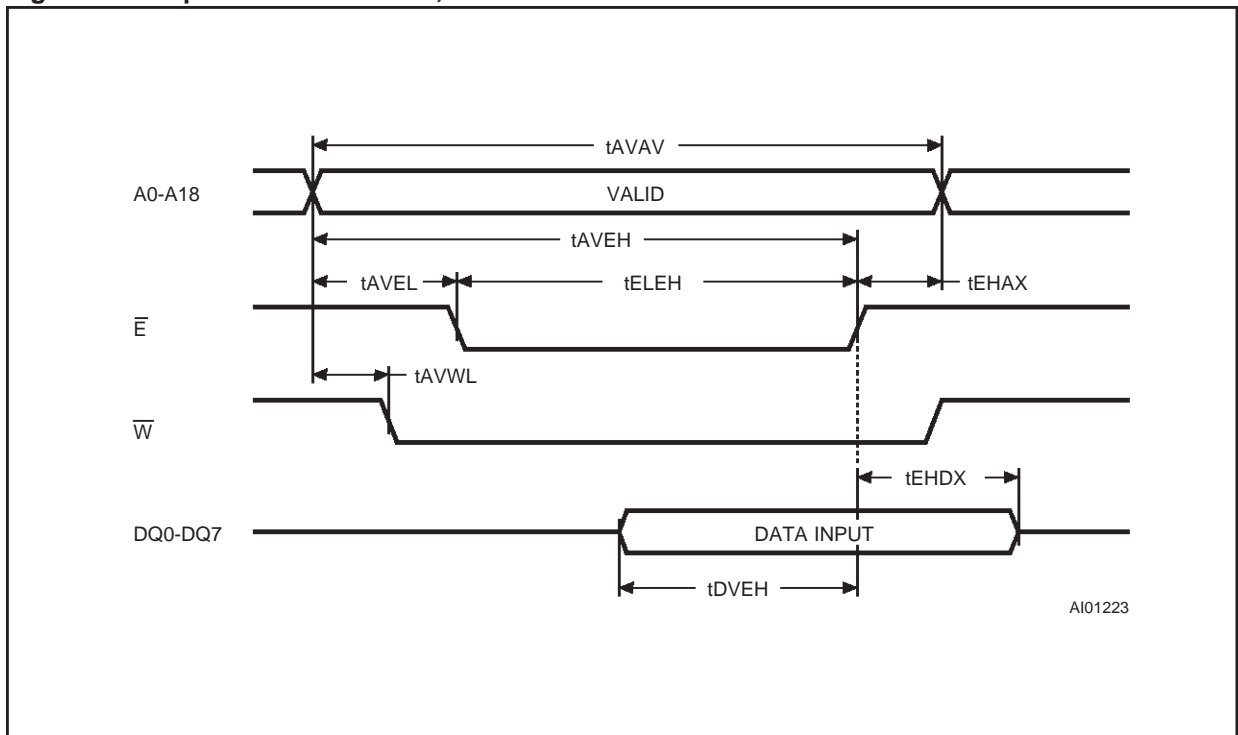 tAVAV
A0-A18 VALID
tAVEH
tAVEL tELEH tEHAX
E̅
tAVWL
W̅
tEHDX
DQ0-DQ7 DATA INPUT
tDVEH
AI01223